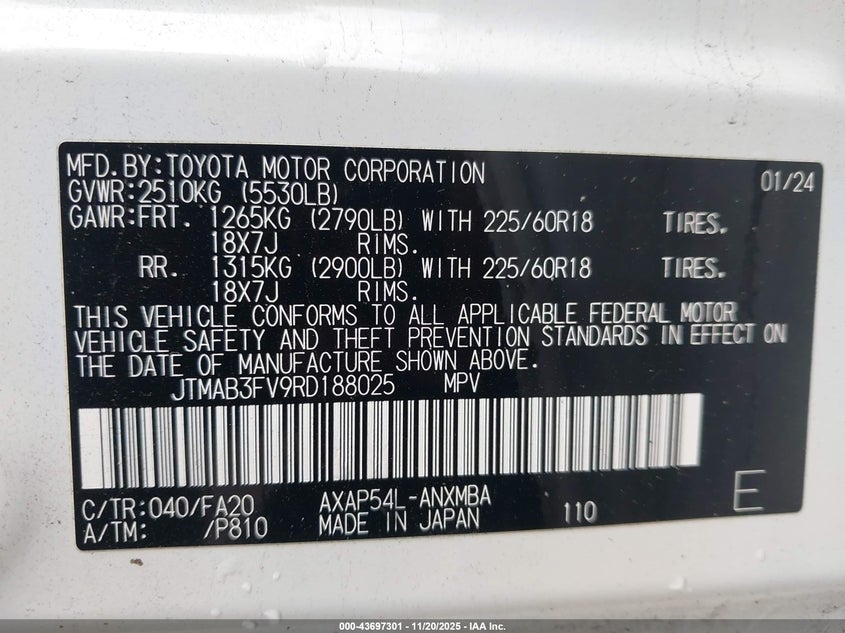 MFD.BY:TOYOTA MOTOR CORPORATION 01/24
GVWR:2510KG (5530LB)
GAWR:FRT. 1265KG (2790LB) WITH 225/60R18 TIRES.
18X7J RIMS.
RR. 1315KG (2900LB) WITH 225/60R18 TIRES.
18X7J RIMS.
THIS VEHICLE CONFORMS TO ALL APPLICABLE FEDERAL MOTOR
VEHICLE SAFETY AND THEFT PREVENTION STANDARDS IN EFFECT ON
THE DATE OF MANUFACTURE SHOWN ABOVE.
JTMAB3FV9RD188025 MPV
C/TR:040/FA20 AXAP54L-ANXMBA 110 E
A/TM: /P810 MADE IN JAPAN
000-43697301 - 11/20/2025 - IAA Inc.